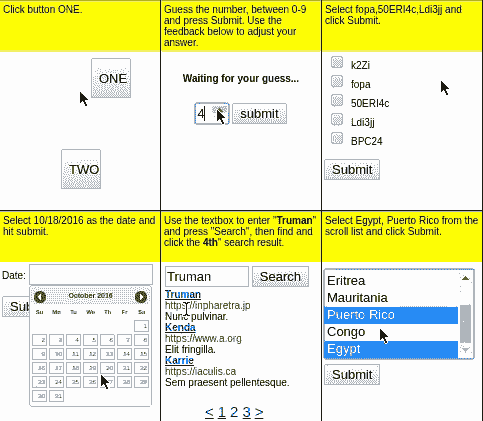 Click button ONE.
ONE
TWO
Guess the number, between 0-9
and press Submit. Use the
feedback below to adjust your
answer.
Waiting for your guess...
4
submit
Select fopa,50ERI4c,Ldi3jj and
click Submit.
k2Zi
fopa
50ERI4c
Ldi3jj
BPC24
Submit
Select 10/18/2016 as the date and
hit submit.
Date:
October 2016
Su Mo Tu We Th Fr Sa
1
2 3 4 5 6 7 8
9 10 11 12 13 14 15
16 17 18 19 20 21 22
23 24 25 26 27 28 29
30 31
Use the textbox to enter "Truman"
and press "Search", then find and
click the 4th" search result.
Truman
Search
Truman
https://inpharetra.jp
Nunc pulvinar.
Kenda
https://www.a.org
Elit fringilla.
Karrie
https://iaculis.ca
Sem praesent pellentesque.
< 1 2 3 >
Select Egypt, Puerto Rico from the
scroll list and click Submit.
Eritrea
Mauritania
Puerto Rico
Congo
Egypt
Submit